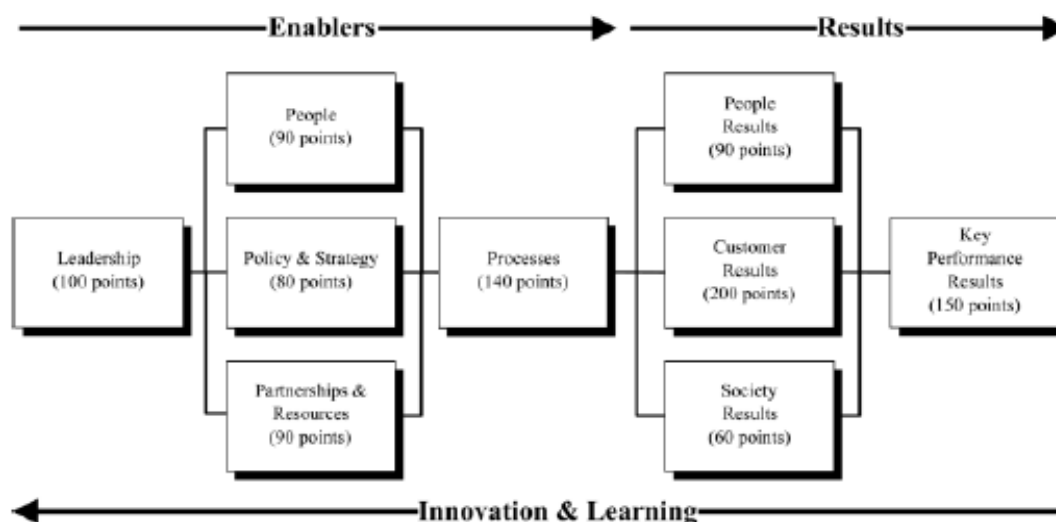 Enablers
Results
People
(90 points)
People
Results
(90 points)
Leadership
(100 points)
Policy & Strategy
(80 points)
Processes
(140 points)
Customer
Results
(200 points)
Key
Performance
Results
(150 points)
Partnerships &
Resources
(90 points)
Society
Results
(60 points)
Innovation & Learning